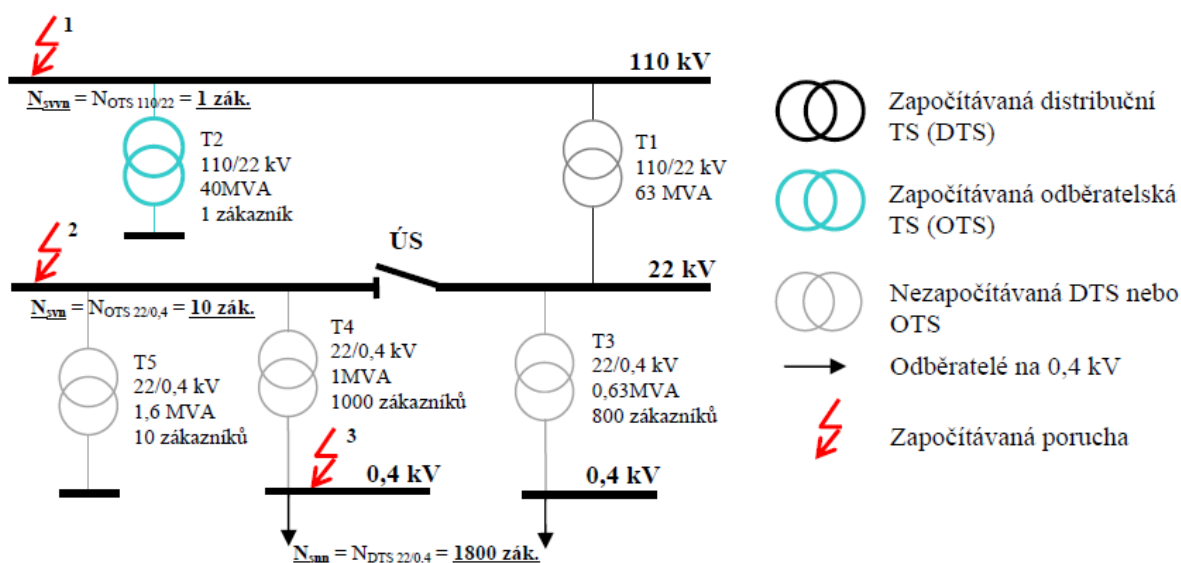 1
110 kV
Nsvvn = NOTS 110/22 = 1 zák.
T2
110/22 kV
40MVA
1 zákazník
T1
110/22 kV
63 MVA
2
ÚS
22 kV
Nsvn = NOTS 22/0,4 = 10 zák.
T5
22/0,4 kV
1,6 MVA
10 zákazníků
T4
22/0,4 kV
1MVA
1000 zákazníků
T3
22/0,4 kV
0,63MVA
800 zákazníků
3
0,4 kV
0,4 kV
Nsnn = NDTS 22/0.4 = 1800 zák.
Započítávaná distribuční
TS (DTS)
Započítávaná odběratelská
TS (OTS)
Nezapočítávaná DTS nebo
OTS
Odběratelé na 0,4 kV
Započítávaná porucha